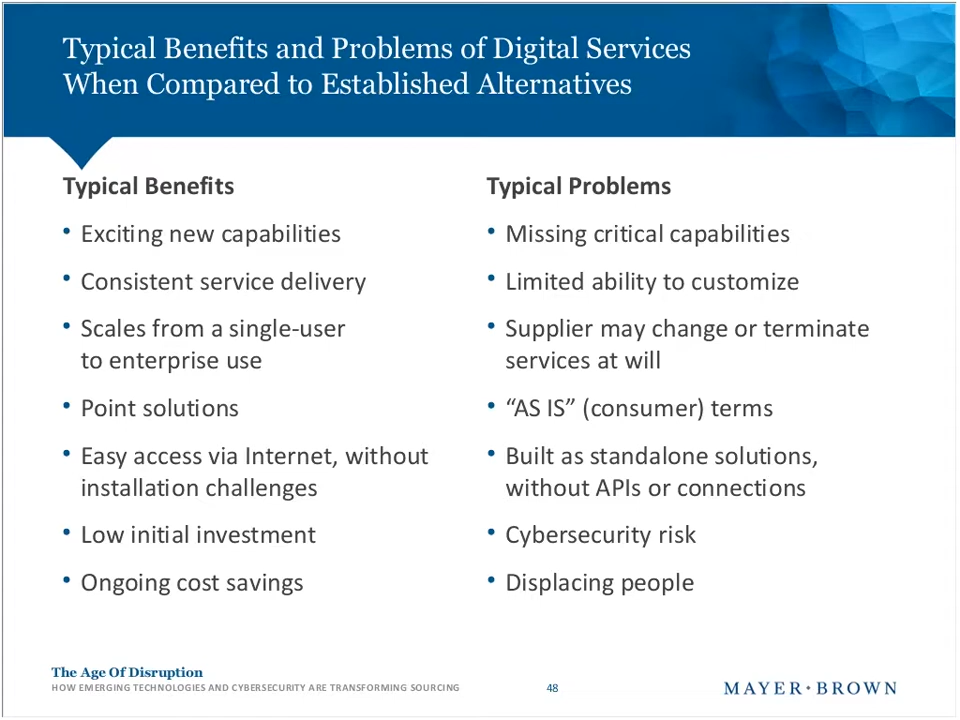 Typical Benefits and Problems of Digital Services
When Compared to Established Alternatives
Typical Benefits
• Exciting new capabilities
• Consistent service delivery
• Scales from a single-user
to enterprise use
• Point solutions
• Easy access via Internet, without
installation challenges
• Low initial investment
• Ongoing cost savings
Typical Problems
• Missing critical capabilities
• Limited ability to customize
• Supplier may change or terminate
services at will
• “AS IS” (consumer) terms
• Built as standalone solutions,
without APIs or connections
• Cybersecurity risk
• Displacing people
The Age Of Disruption
HOW EMERGING TECHNOLOGIES AND CYBERSECURITY ARE TRANSFORMING SOURCING
48
MAYER•BROWN